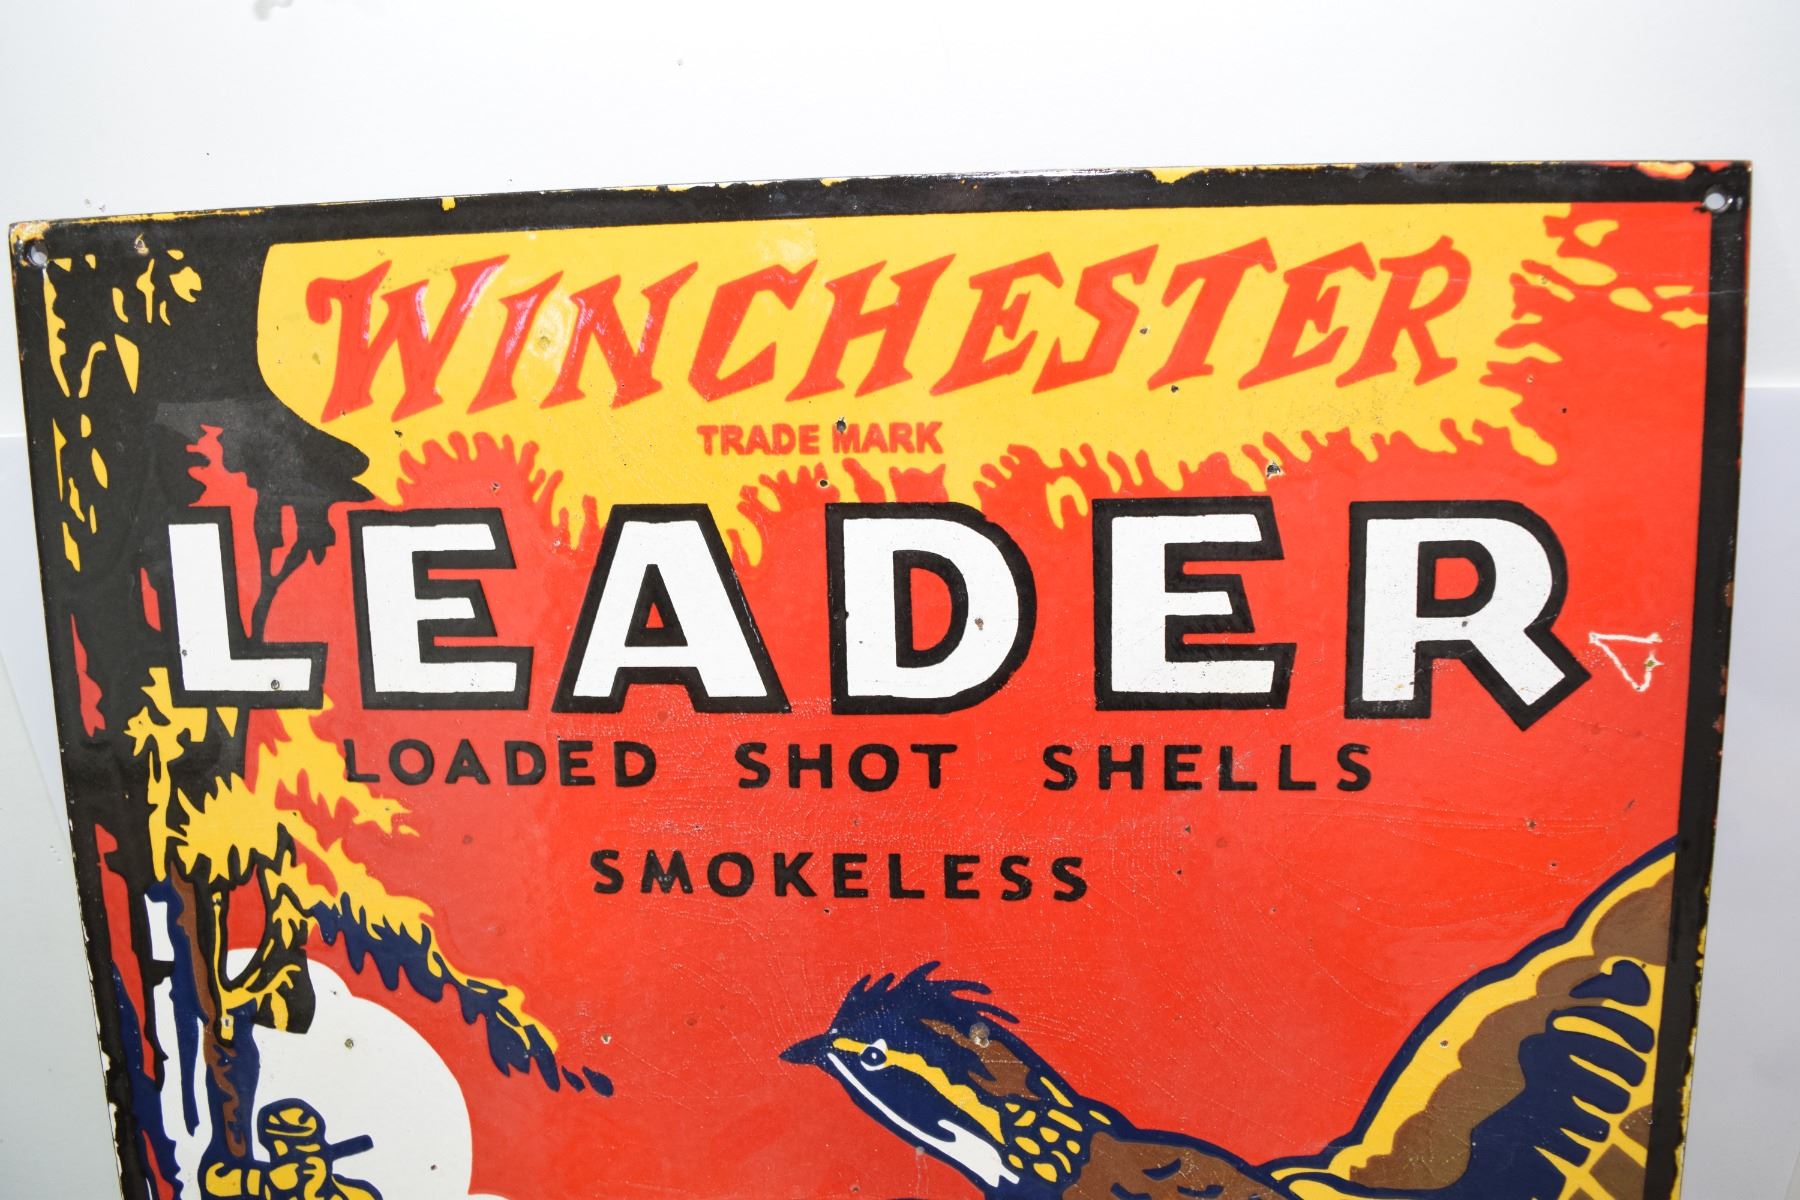 WINCHESTER
TRADE MARK
LEADER
LOADED SHOT SHELLS
SMOKELESS